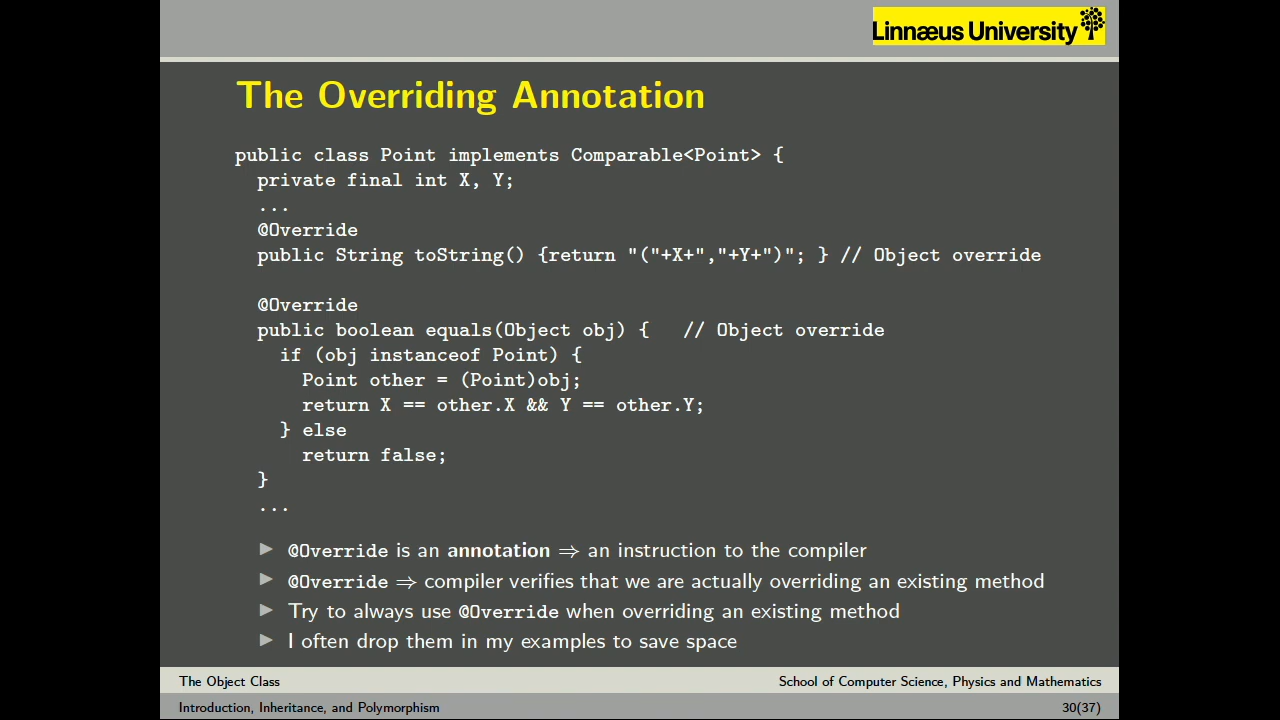 Linnæus University
The Overriding Annotation
public class Point implements Comparable<Point> {
  private final int X, Y;
  ...
  @Override
  public String toString() {return "("+X+","+Y+")"; } // Object override
  @Override
  public boolean equals(Object obj) {   // Object override
    if (obj instanceof Point) {
      Point other = (Point)obj;
      return X == other.X && Y == other.Y;
    } else
      return false;
  }
  ...
▶ @Override is an annotation ⇒ an instruction to the compiler
▶ @Override ⇒ compiler verifies that we are actually overriding an existing method
▶ Try to always use @Override when overriding an existing method
▶ I often drop them in my examples to save space
The Object Class School of Computer Science, Physics and Mathematics
Introduction, Inheritance, and Polymorphism 30(37)